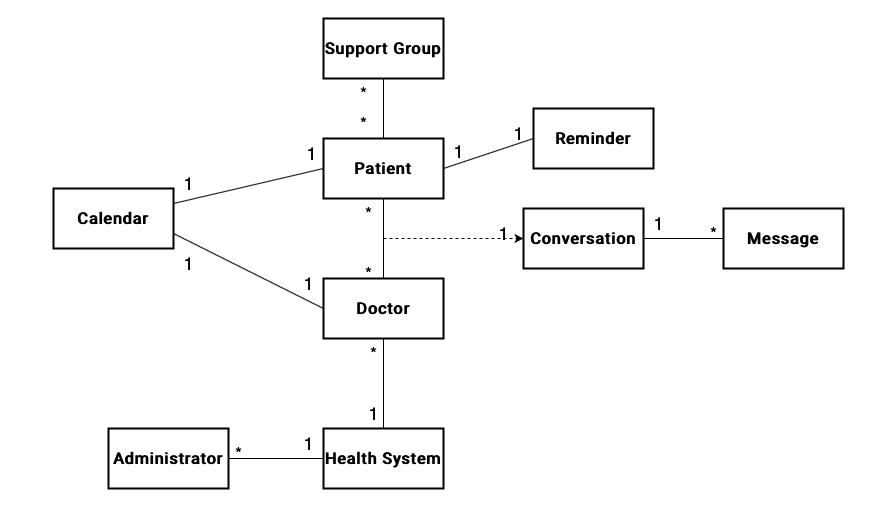 Support Group
*
*
1
Reminder
1
1
Patient
1
*
Calendar
1
Conversation
1
*
Message
1
*
1
Doctor
*
1
Administrator
*
1
Health System